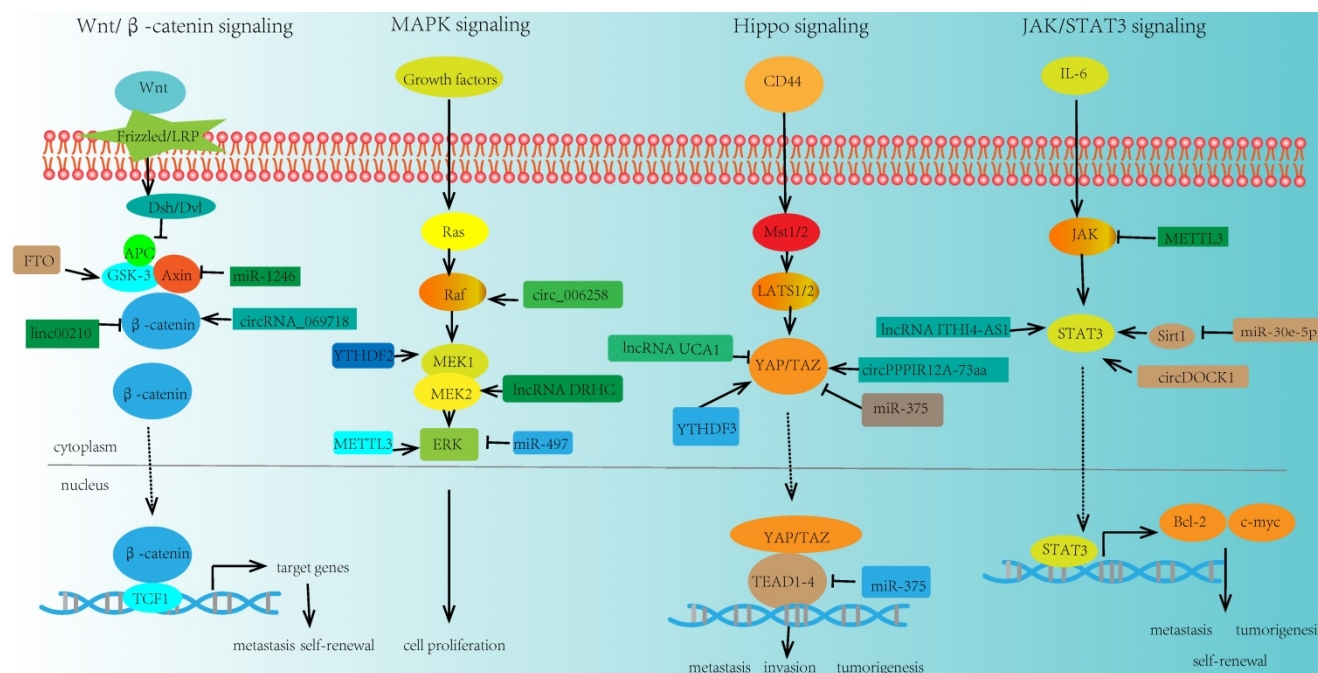 Wnt/ β -catenin signaling
MAPK signaling
Hippo signaling
JAK/STAT3 signaling
Wnt
Frizzled/LRP
Dsh/Dvl
APC
FTO
GSK-3
Axin
miR-1246
β -catenin
circRNA_069718
linc00210
β -catenin
cytoplasm
nucleus
β -catenin
TCF1
target genes
metastasis self-renewal
Growth factors
Ras
Raf
circ_006258
YTHDF2
MEK1
MEK2
lncRNA DRHC
METTL3
ERK
miR-497
cell proliferation
CD44
Mst1/2
LATS1/2
lncRNA UCA1
YAP/TAZ
circPPPIR12A-73aa
miR-375
YTHDF3
YAP/TAZ
TEAD1-4
miR-375
metastasis invasion tumorigenesis
IL-6
JAK
METTL3
lncRNA ITHI4-AS1
STAT3
Sirt1
miR-30e-5p
circDOCK1
Bcl-2
c-myc
STAT3
metastasis tumorigenesis
self-renewal